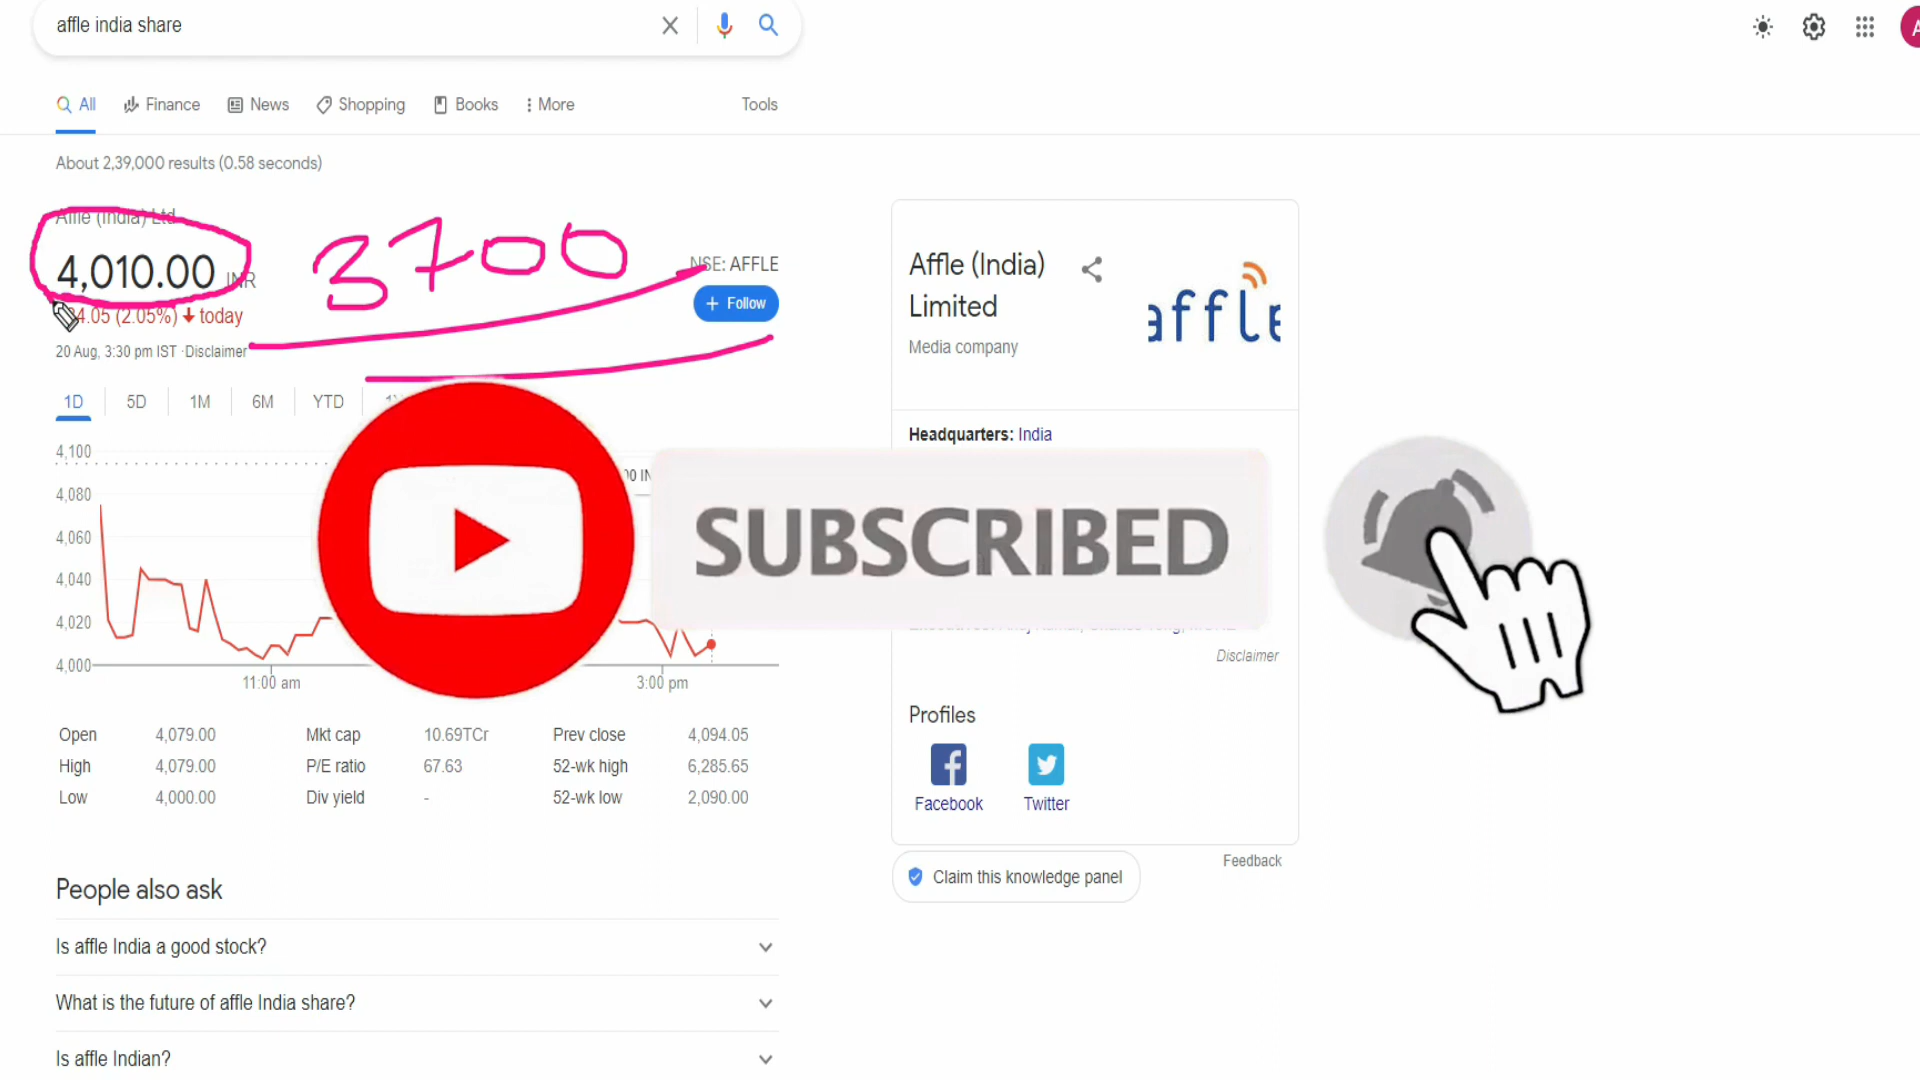 affle india share
All Finance News Shopping Books More Tools
About 2,39,000 results (0.58 seconds)
Affle (India) Ltd
4,010.00 INR
3700
NSE: AFFLE
+ Follow
4.05 (2.05%) today
20 Aug, 3:30 pm IST · Disclaimer
1D 5D 1M 6M YTD
4,100
4,080
4,060
4,040
4,020
4,000
11:00 am 3:00 pm
Open 4,079.00 Mkt cap 10.69TCr Prev close 4,094.05
High 4,079.00 P/E ratio 67.63 52-wk high 6,285.65
Low 4,000.00 Div yield - 52-wk low 2,090.00
People also ask
Is affle India a good stock?
What is the future of affle India share?
Is affle Indian?
Affle (India)
Limited
Media company
affle
Headquarters: India
SUBSCRIBED
Disclaimer
Profiles
Facebook Twitter
Feedback
Claim this knowledge panel
A